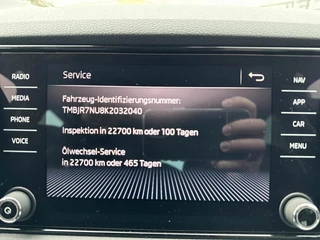 Service
RADIO
MEDIA
PHONE
VOICE
Fahrzeug-Identifizierungsnummer:
TMBJR7NU8K2032040
Inspektion in 22700 km oder 100 Tagen
Ölwechsel-Service
in 22700 km oder 465 Tagen
NAV
APP
CAR
MENU